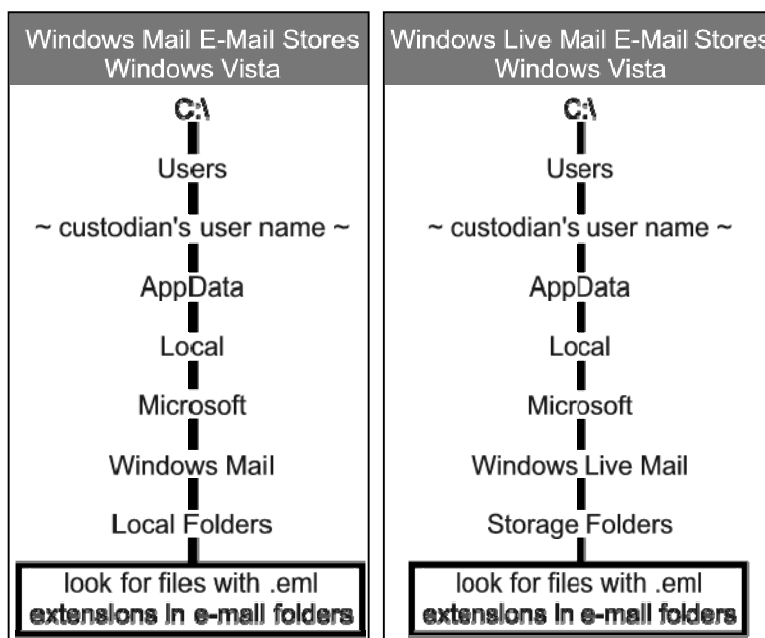 Windows Mail E-Mail Stores
Windows Vista
C:\
Users
~ custodian's user name ~
AppData
Local
Microsoft
Windows Mail
Local Folders
look for files with .eml
extensions in e-mail folders
Windows Live Mail E-Mail Stores
Windows Vista
C:\
Users
~ custodian's user name ~
AppData
Local
Microsoft
Windows Live Mail
Storage Folders
look for files with .eml
extensions in e-mail folders